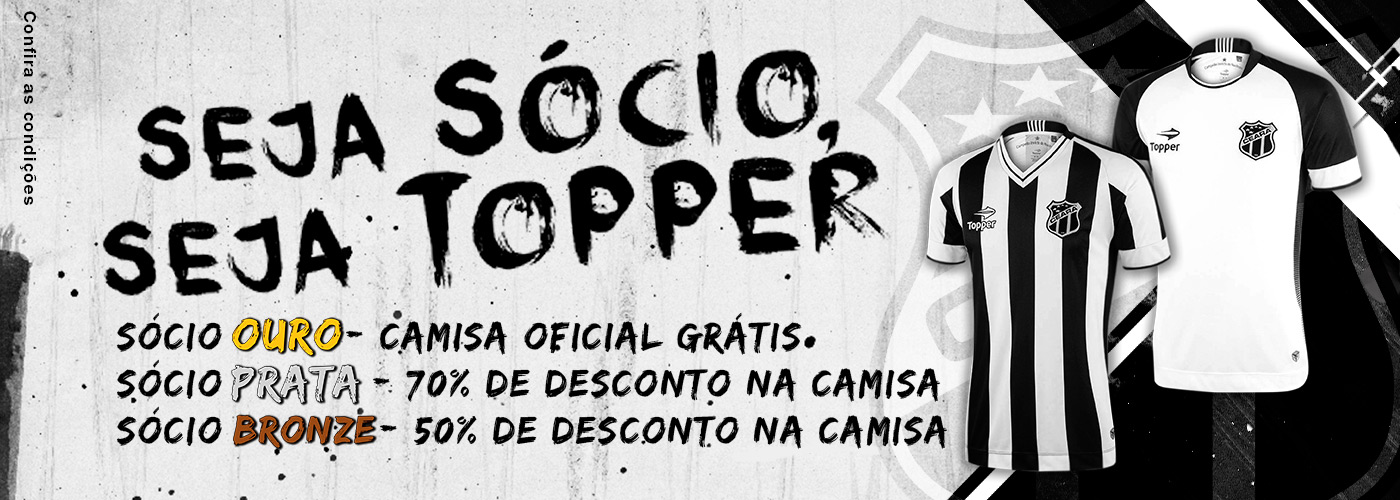 Confira as condições
SEJA SÓCIO,
SEJA TOPPER
SÓCIO OURO - CAMISA OFICIAL GRÁTIS.
SÓCIO PRATA - 70% DE DESCONTO NA CAMISA
SÓCIO BRONZE - 50% DE DESCONTO NA CAMISA
Topper
CEARÁ
Topper
CEARÁ